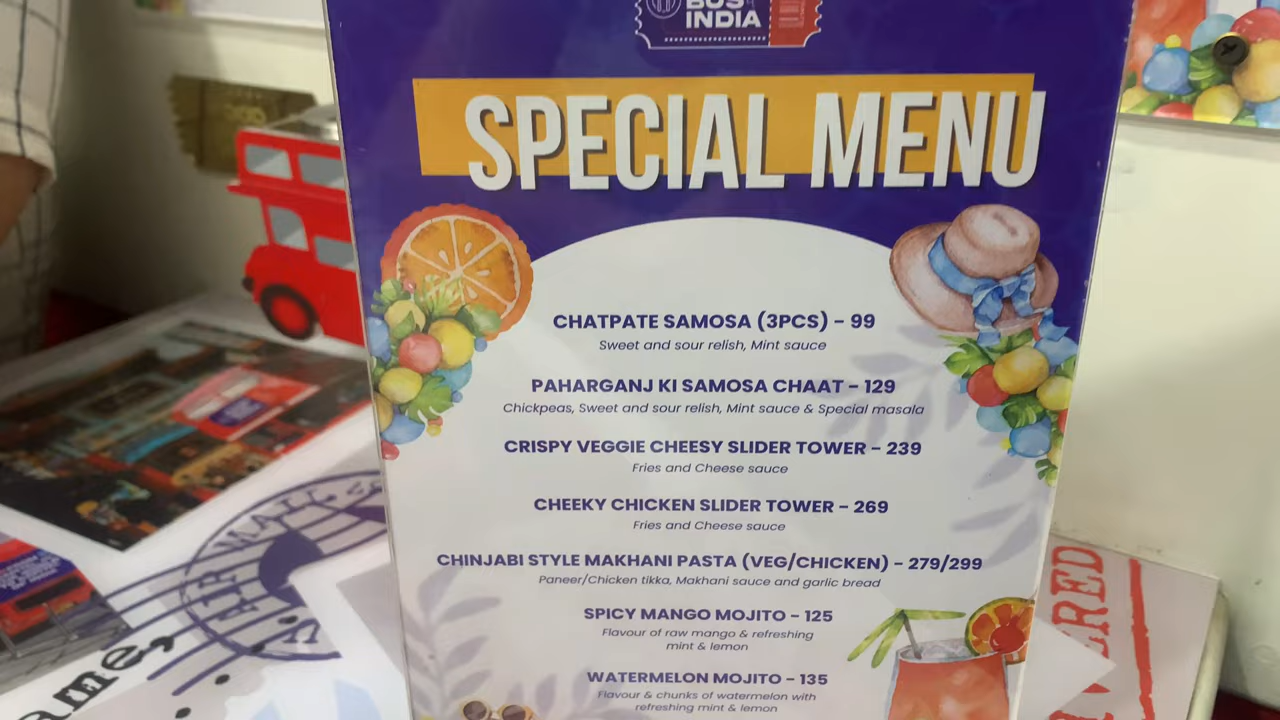 BUS
INDIA
SPECIAL MENU
CHATPATE SAMOSA (3PCS) - 99
Sweet and sour relish, Mint sauce
PAHARGANJ KI SAMOSA CHAAT - 129
Chickpeas, Sweet and sour relish, Mint sauce & Special masala
CRISPY VEGGIE CHEESY SLIDER TOWER - 239
Fries and Cheese sauce
CHEEKY CHICKEN SLIDER TOWER - 269
Fries and Cheese sauce
CHINJABI STYLE MAKHANI PASTA (VEG/CHICKEN) - 279/299
Paneer/Chicken tikka, Makhani sauce and garlic bread
SPICY MANGO MOJITO - 125
Flavour of raw mango & refreshing
mint & lemon
WATERMELON MOJITO - 135
Flavour & chunks of watermelon with
refreshing mint & lemon
AIR MAIL
ame,